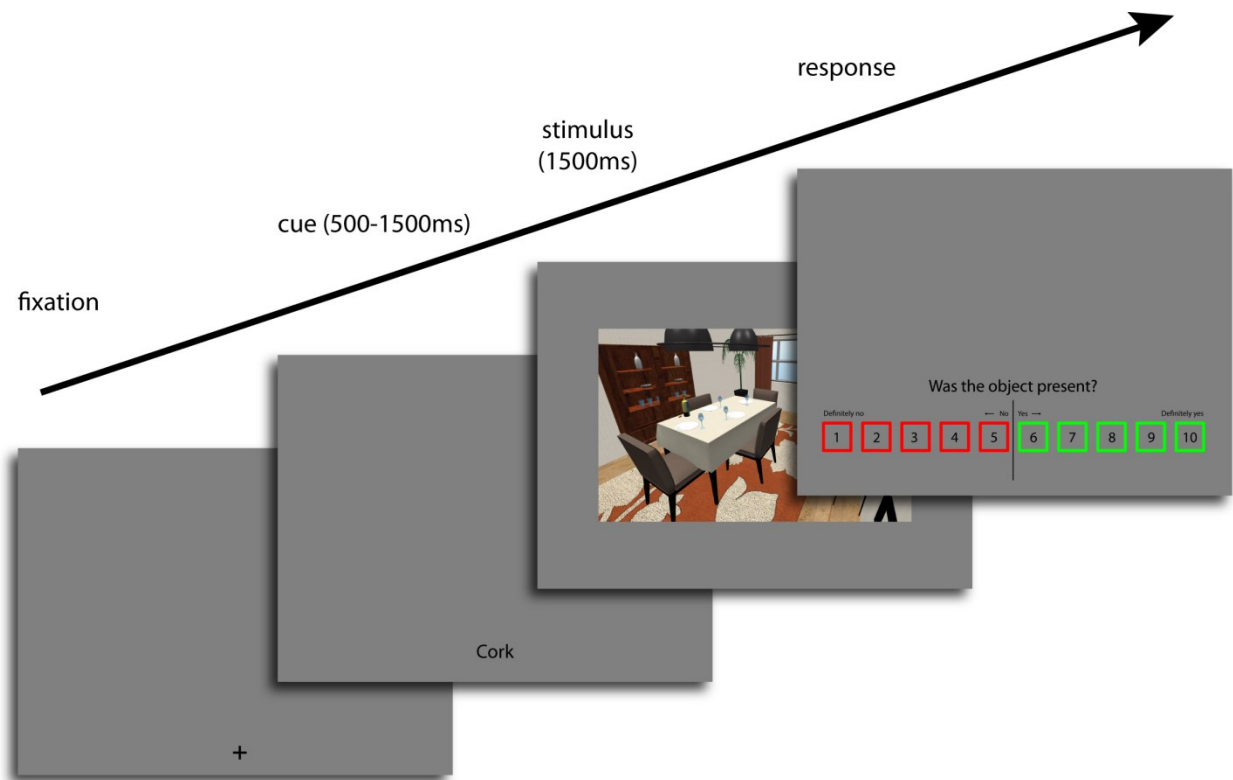 response
stimulus
(1500ms)
cue (500-1500ms)
fixation
Was the object present?
Definitely no ← No Yes → Definitely yes
1 2 3 4 5 6 7 8 9 10
Cork
+